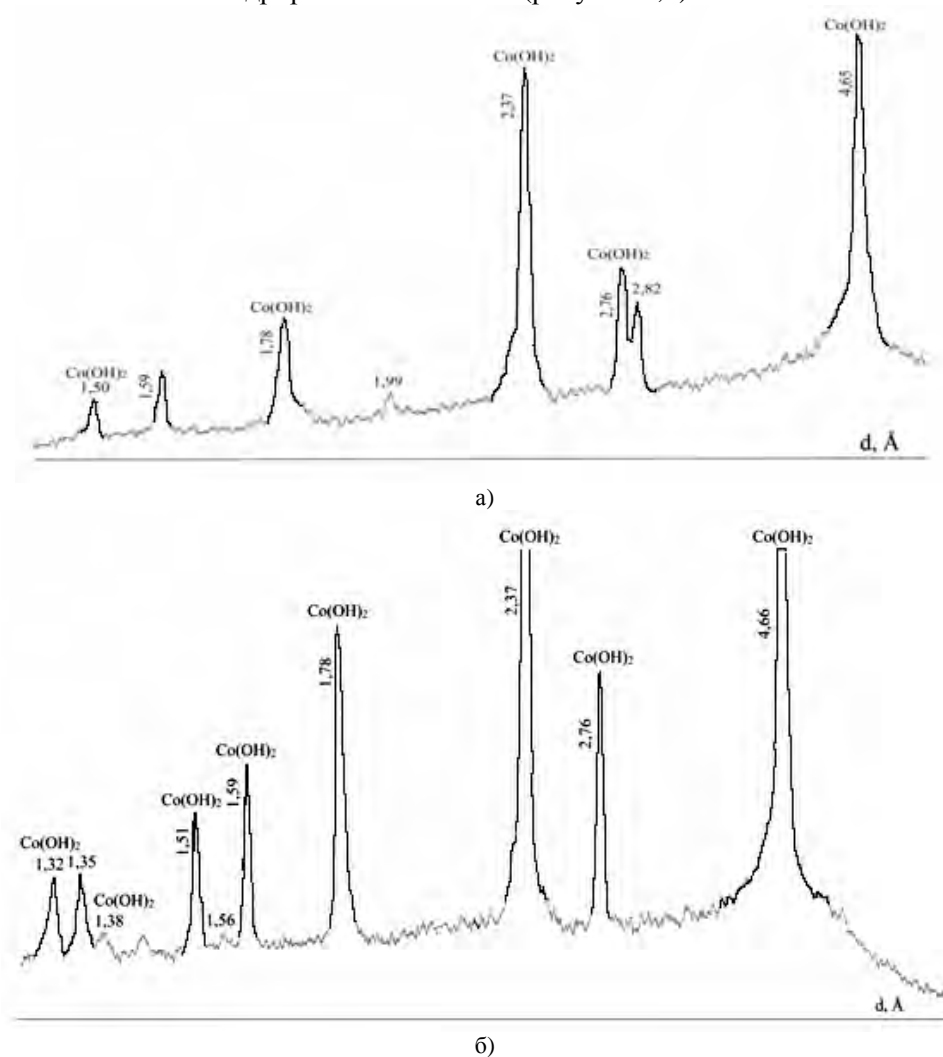 Co(OH)₂
Co(OH)₂
2,37
4,65
Co(OH)₂
2,76
2,82
Co(OH)₂
1,78
Co(OH)₂
1,50
1,59
1,99
d, Å
а)
Co(OH)₂
Co(OH)₂
2,37
4,66
Co(OH)₂
1,78
Co(OH)₂
2,76
Co(OH)₂
1,59
Co(OH)₂
1,51
Co(OH)₂
1,32 1,35
Co(OH)₂
1,38
1,56
d, Å
б)